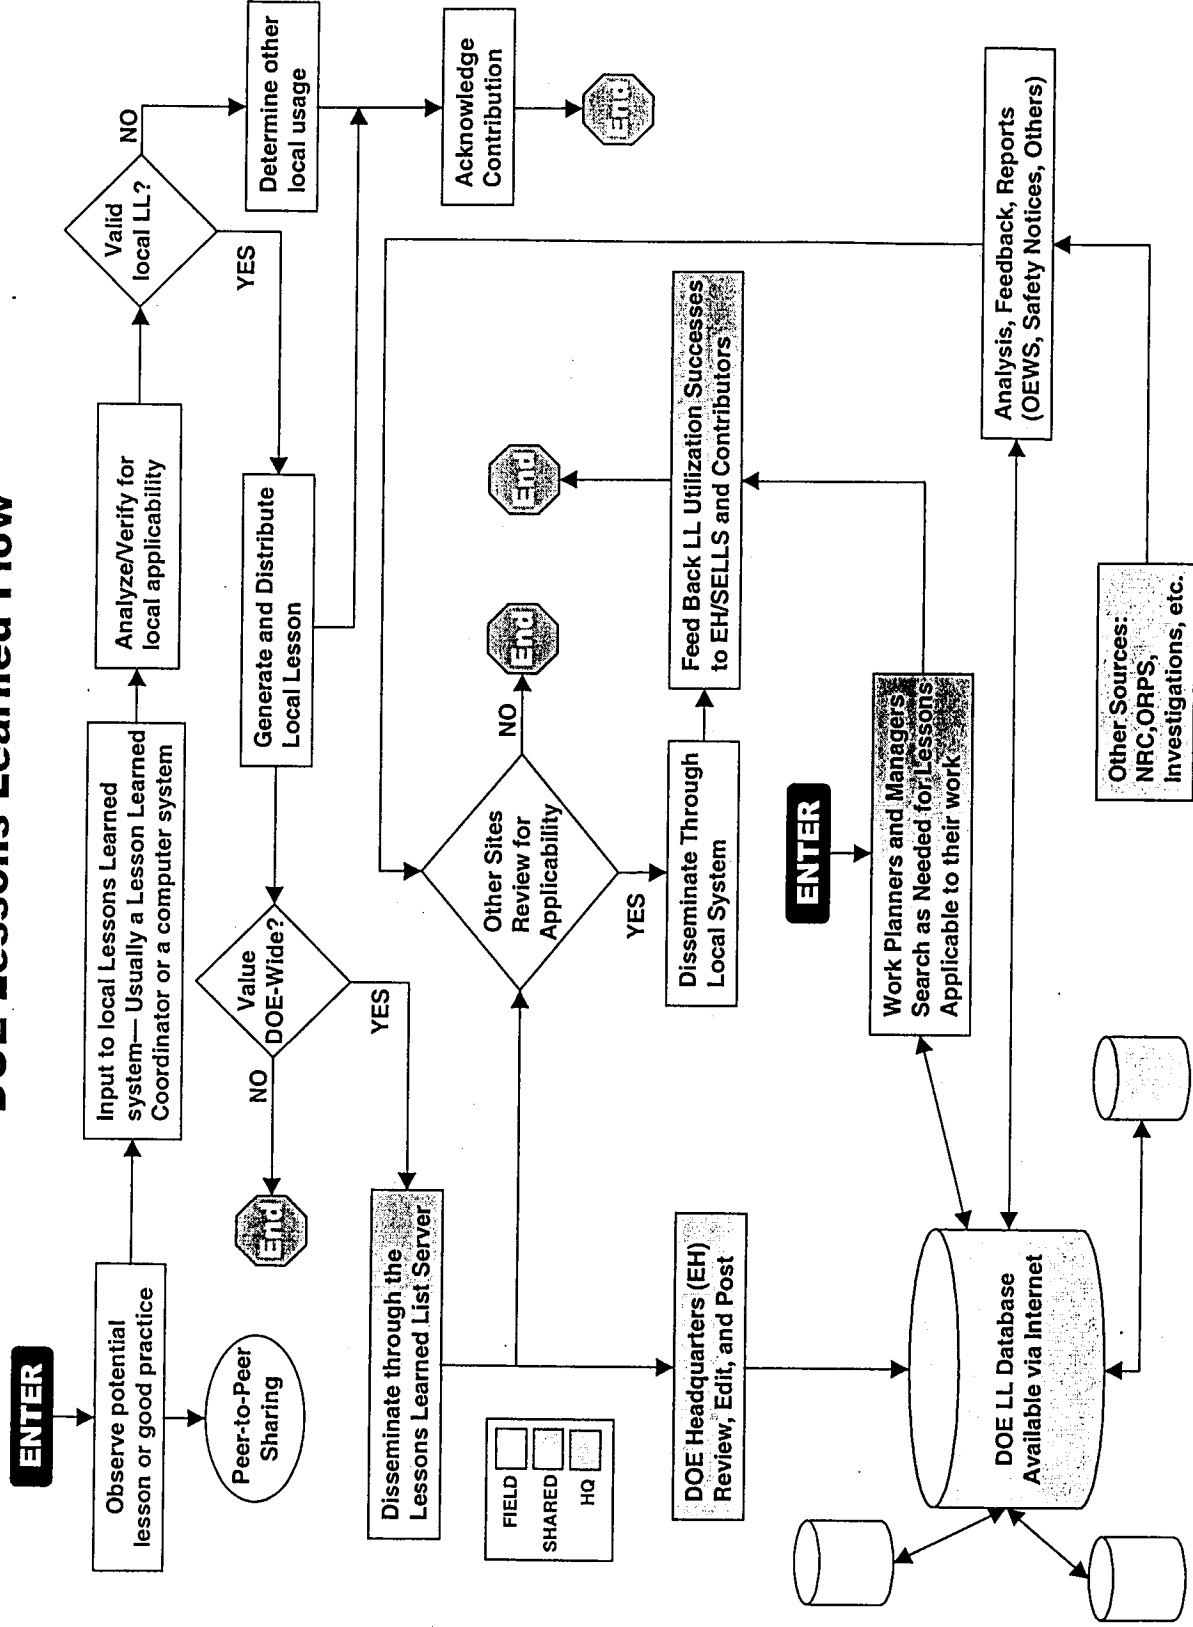 DOE Lessons Learned Flow
ENTER
Observe potential
lesson or good practice
Peer-to-Peer
Sharing
Input to local Lessons Learned
system— Usually a Lesson Learned
Coordinator or a computer system
Analyze/Verify for
local applicability
Valid
local LL?
NO
YES
Determine other
local usage
Acknowledge
Contribution
End
Generate and Distribute
Local Lesson
Value
DOE-Wide?
NO
End
YES
Disseminate through the
Lessons Learned List Server
Other Sites
Review for
Applicability
NO
End
YES
Disseminate Through
Local System
Feed Back LL Utilization Successes
to EH/SELLS and Contributors
End
FIELD
SHARED
HQ
DOE Headquarters (EH)
Review, Edit, and Post
ENTER
Work Planners and Managers
Search as Needed for Lessons
Applicable to their work
DOE LL Database
Available via Internet
Analysis, Feedback, Reports
(OEWS, Safety Notices, Others)
Other Sources:
NRC,ORPS,
Investigations, etc.